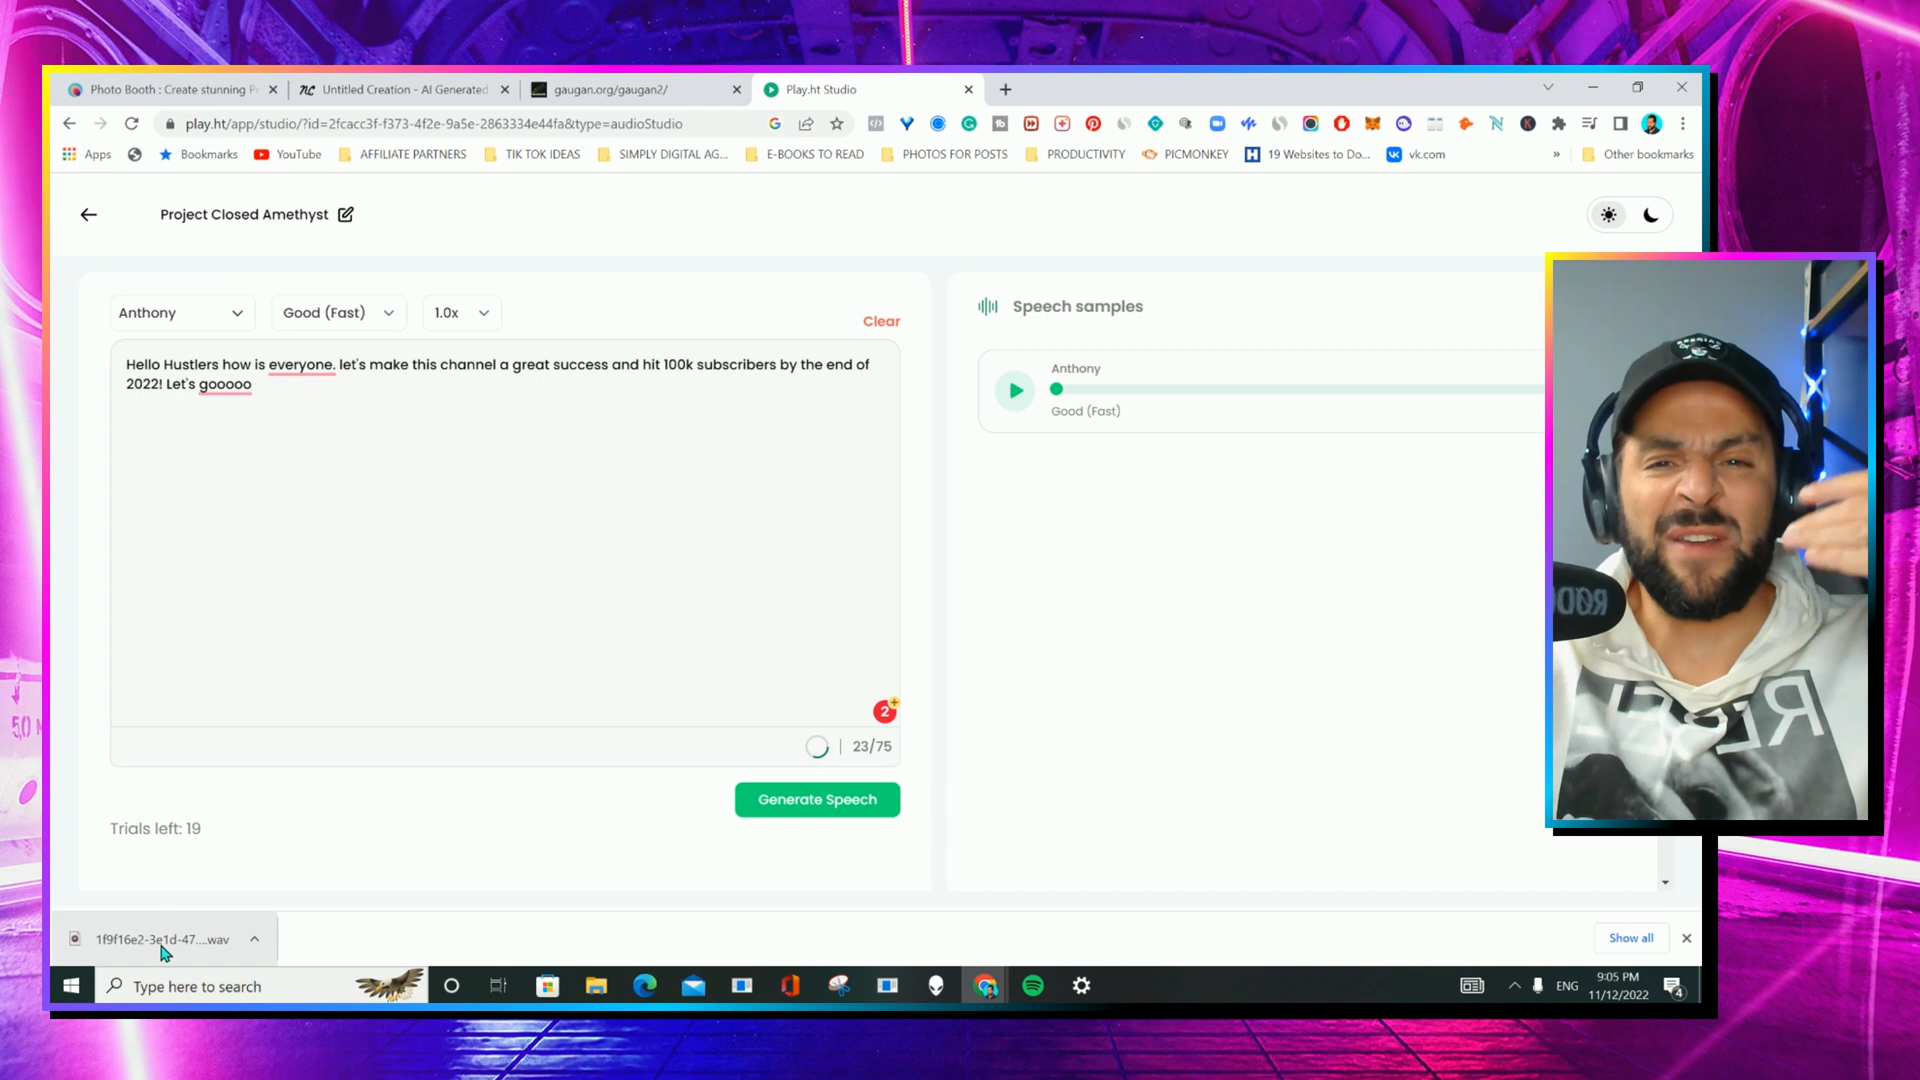 Photo Booth : Create stunning P
Untitled Creation - AI Generated
gaugan.org/gaugan2/
Play.ht Studio
play.ht/app/studio/?id=2fcacc3f-f373-4f2e-9a5e-2863334e44fa&type=audioStudio
Apps
Bookmarks
YouTube
AFFILIATE PARTNERS
TIK TOK IDEAS
SIMPLY DIGITAL AG...
E-BOOKS TO READ
PHOTOS FOR POSTS
PRODUCTIVITY
PICMONKEY
19 Websites to Do...
vk.com
Other bookmarks
Project Closed Amethyst
Anthony
Good (Fast)
1.0x
Clear
Hello Hustlers how is everyone. let's make this channel a great success and hit 100k subscribers by the end of
2022! Let's gooooo
2
23/75
Generate Speech
Trials left: 19
Speech samples
Anthony
Good (Fast)
RØDE
1f9f16e2-3e1d-47....wav
Show all
Type here to search
ENG
9:05 PM
11/12/2022
4